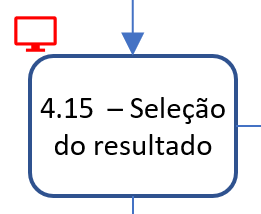 4.15 – Seleção
do resultado